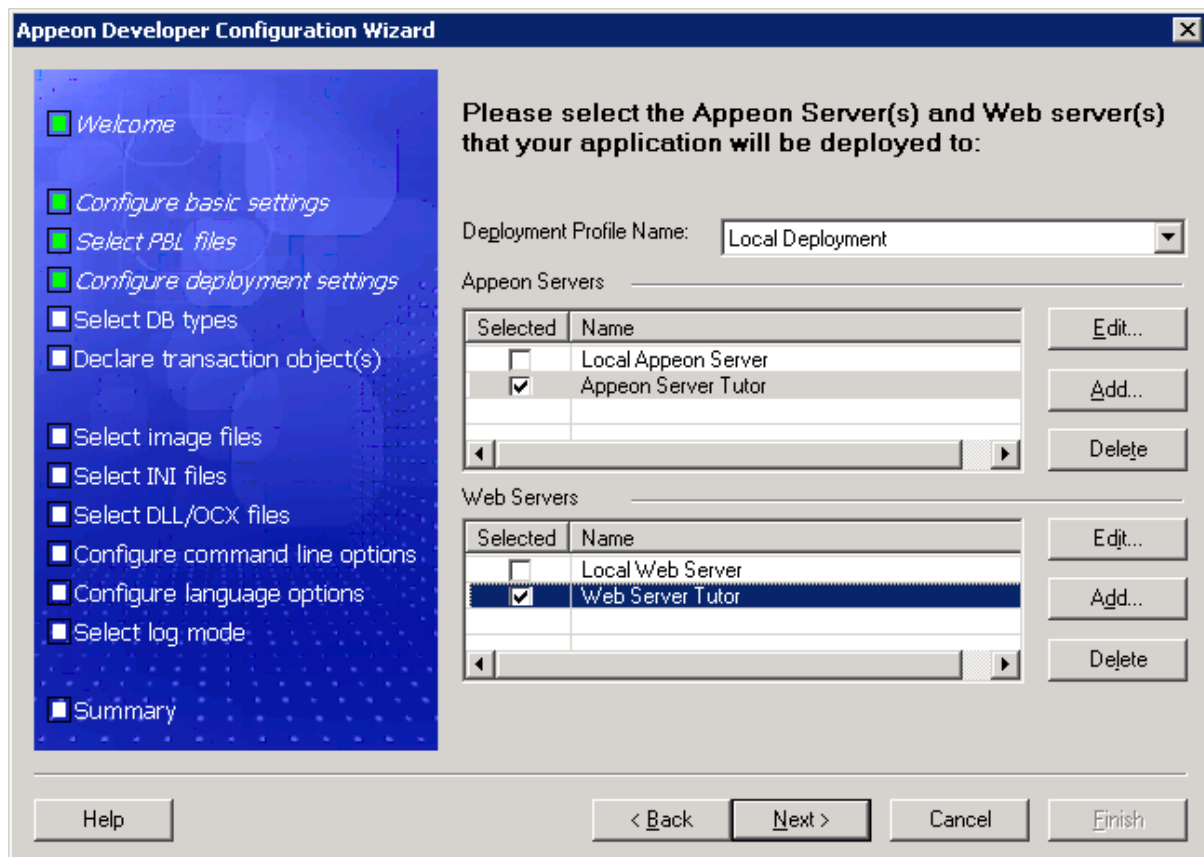 Appeon Developer Configuration Wizard
Welcome
Configure basic settings
Select PBL files
Configure deployment settings
Select DB types
Declare transaction object(s)
Select image files
Select INI files
Select DLL/OCX files
Configure command line options
Configure language options
Select log mode
Summary
Please select the Appeon Server(s) and Web server(s)
that your application will be deployed to:
Deployment Profile Name: Local Deployment
Appeon Servers
Selected Name
Local Appeon Server
Appeon Server Tutor
Edit...
Add...
Delete
Web Servers
Selected Name
Local Web Server
Web Server Tutor
Edit...
Add...
Delete
Help
< Back
Next >
Cancel
Finish